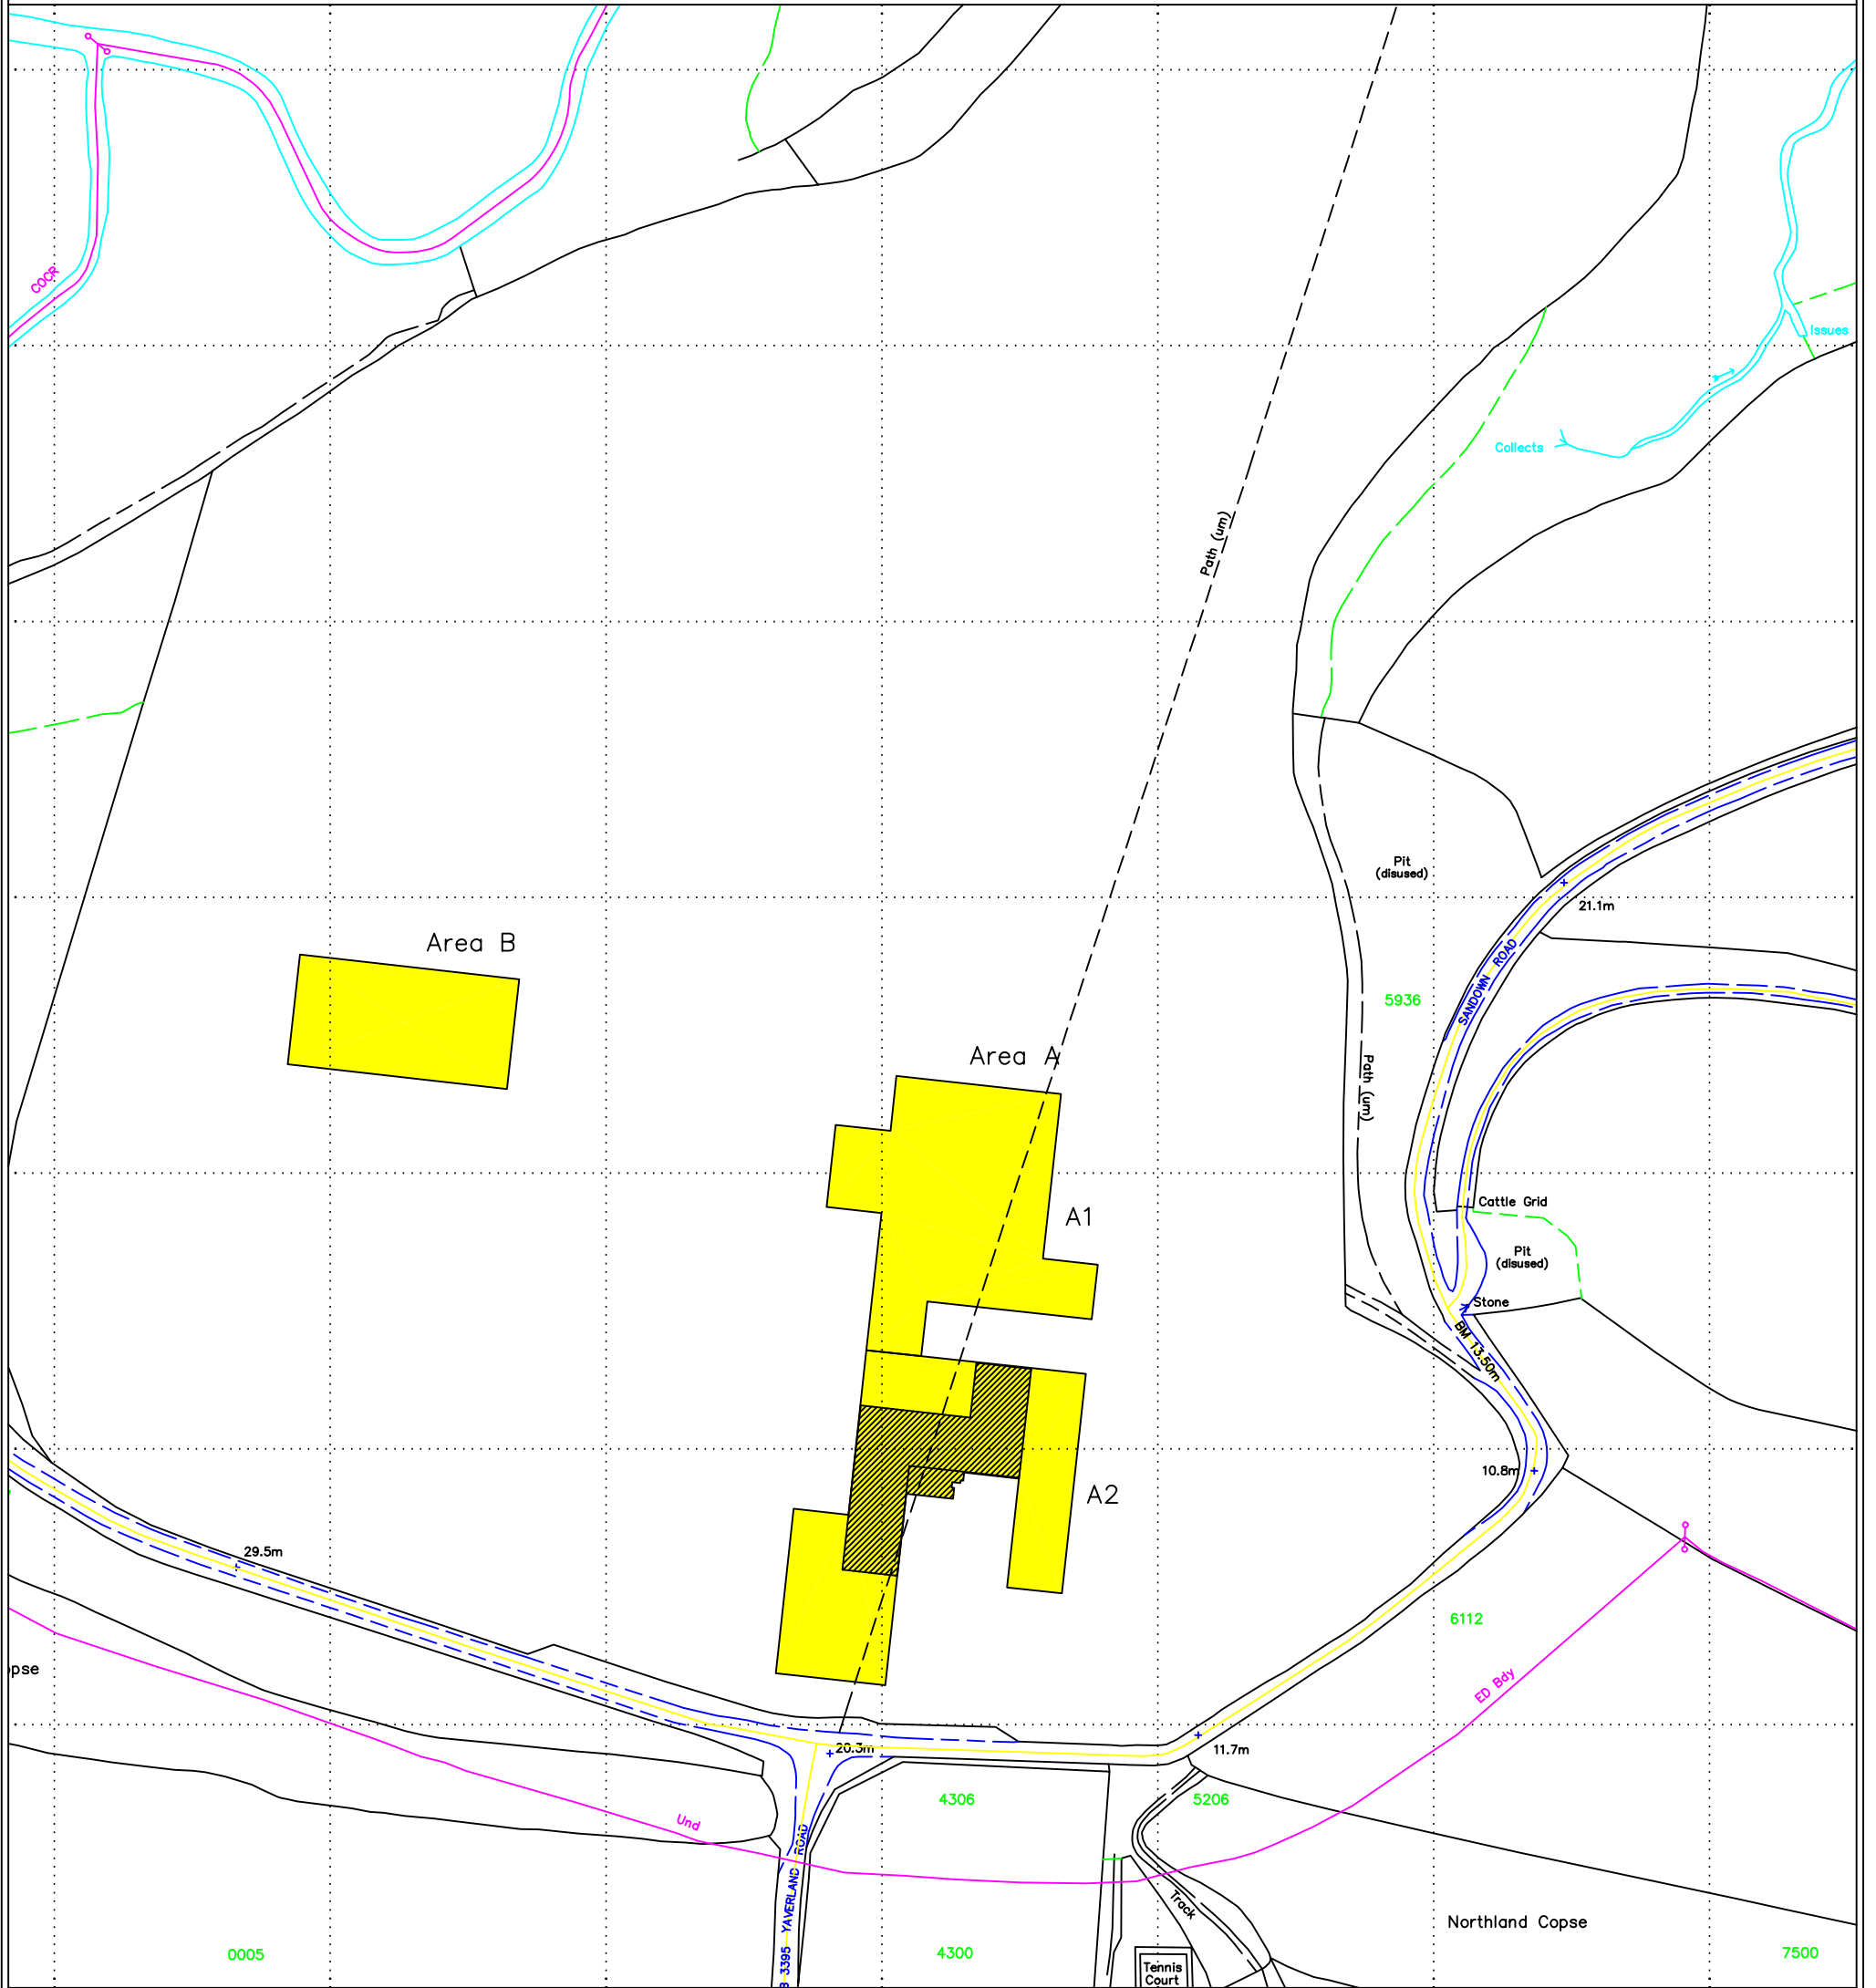 COCR
Issues
Collects
Path (um)
Pit
(disused)
21.1m
SANDOWN ROAD
Area B
5936
Area A
Path (um)
Cattle Grid
A1
Pit
(disused)
Stone
BM 13.50m
10.8m
A2
29.5m
6112
opse
ED Bdy
20.3m
11.7m
4306
5206
Und
B 3395 YAVERLAND ROAD
Track
Northland Copse
0005
4300
7500
Tennis
Court